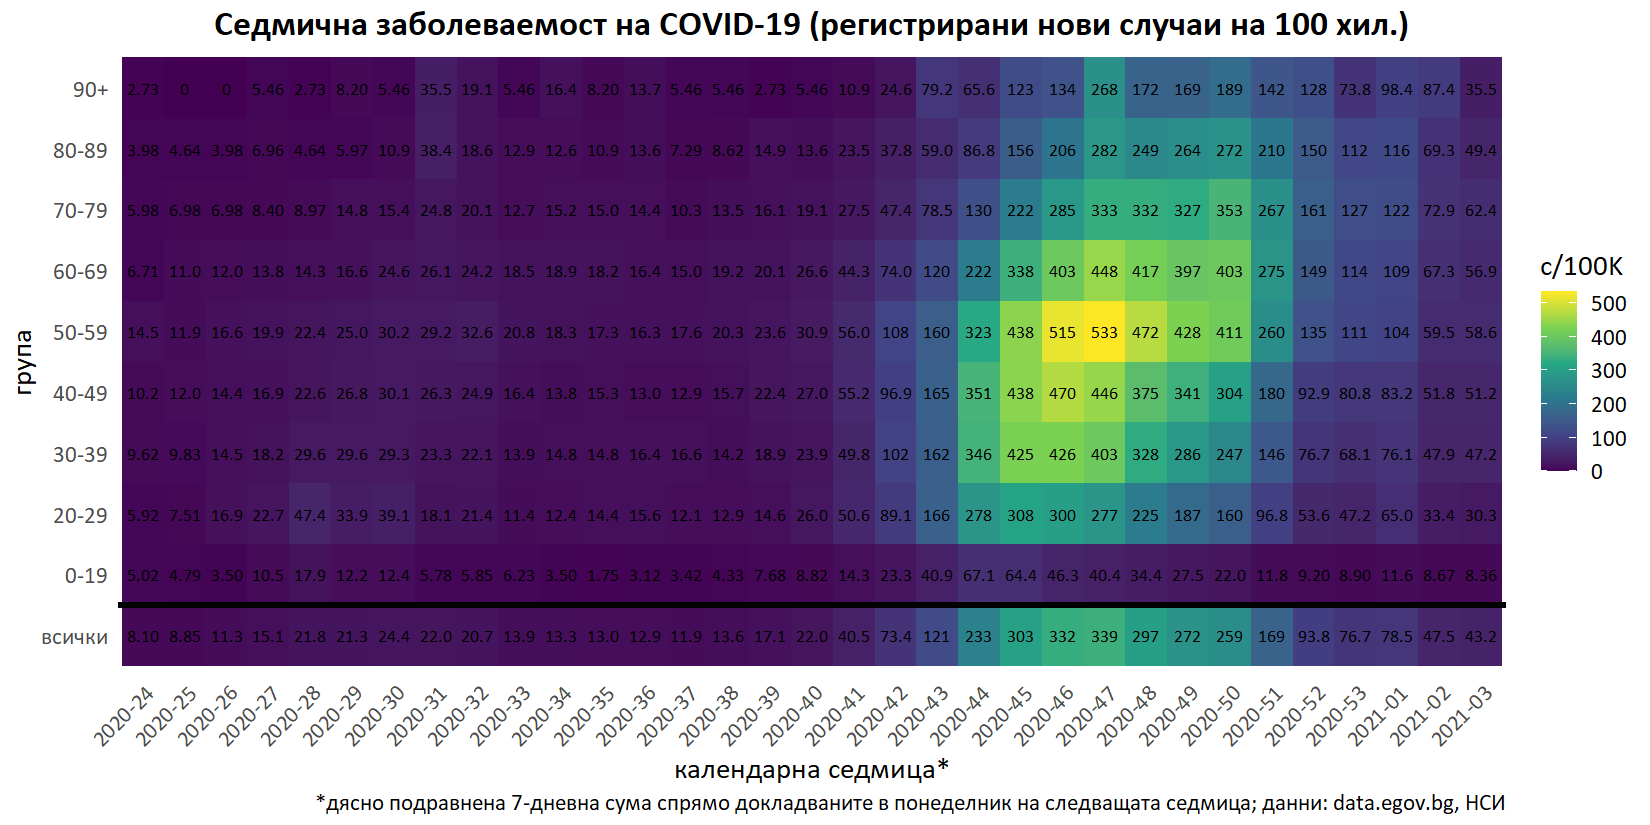 Седмична заболеваемост на COVID-19 (регистрирани нови случаи на 100 хил.)
90+ 2.73 0 0 5.46 2.73 8.20 5.46 35.5 19.1 5.46 16.4 8.20 13.7 5.46 5.46 2.73 5.46 10.9 24.6 79.2 65.6 123 134 268 172 169 189 142 128 73.8 98.4 87.4 35.5
80-89 3.98 4.64 3.98 6.96 4.64 5.97 10.9 38.4 18.6 12.9 12.6 10.9 13.6 7.29 8.62 14.9 13.6 23.5 37.8 59.0 86.8 156 206 282 249 264 272 210 150 112 116 69.3 49.4
70-79 5.98 6.98 6.98 8.40 8.97 14.8 15.4 24.8 20.1 12.7 15.2 15.0 14.4 10.3 13.5 16.1 19.1 27.5 47.4 78.5 130 222 285 333 332 327 353 267 161 127 122 72.9 62.4
60-69 6.71 11.0 12.0 13.8 14.3 16.6 24.6 26.1 24.2 18.5 18.9 18.2 16.4 15.0 19.2 20.1 26.6 44.3 74.0 120 222 338 403 448 417 397 403 275 149 114 109 67.3 56.9
50-59 14.5 11.9 16.6 19.9 22.4 25.0 30.2 29.2 32.6 20.8 18.3 17.3 16.3 17.6 20.3 23.6 30.9 56.0 108 160 323 438 515 533 472 428 411 260 135 111 104 59.5 58.6
40-49 10.2 12.0 14.4 16.9 22.6 26.8 30.1 26.3 24.9 16.4 13.8 15.3 13.0 12.9 15.7 22.4 27.0 55.2 96.9 165 351 438 470 446 375 341 304 180 92.9 80.8 83.2 51.8 51.2
30-39 9.62 9.83 14.5 18.2 29.6 29.6 29.3 23.3 22.1 13.9 14.8 14.8 16.4 16.6 14.2 18.9 23.9 49.8 102 162 346 425 426 403 328 286 247 146 76.7 68.1 76.1 47.9 47.2
20-29 5.92 7.51 16.9 22.7 47.4 33.9 39.1 18.1 21.4 11.4 12.4 14.4 15.6 12.1 12.9 14.6 26.0 50.6 89.1 166 278 308 300 277 225 187 160 96.8 53.6 47.2 65.0 33.4 30.3
0-19 5.02 4.79 3.50 10.5 17.9 12.2 12.4 5.78 5.85 6.23 3.50 1.75 3.12 3.42 4.33 7.68 8.82 14.3 23.3 40.9 67.1 64.4 46.3 40.4 34.4 27.5 22.0 11.8 9.20 8.90 11.6 8.67 8.36
всички 8.10 8.85 11.3 15.1 21.8 21.3 24.4 22.0 20.7 13.9 13.3 13.0 12.9 11.9 13.6 17.1 22.0 40.5 73.4 121 233 303 332 339 297 272 259 169 93.8 76.7 78.5 47.5 43.2
2020-24 2020-25 2020-26 2020-27 2020-28 2020-29 2020-30 2020-31 2020-32 2020-33 2020-34 2020-35 2020-36 2020-37 2020-38 2020-39 2020-40 2020-41 2020-42 2020-43 2020-44 2020-45 2020-46 2020-47 2020-48 2020-49 2020-50 2020-51 2020-52 2020-53 2021-01 2021-02 2021-03
група
календарна седмица*
*дясно подравнена 7-дневна сума спрямо докладваните в понеделник на следващата седмица; данни: data.egov.bg, НСИ
c/100K
500
400
300
200
100
0